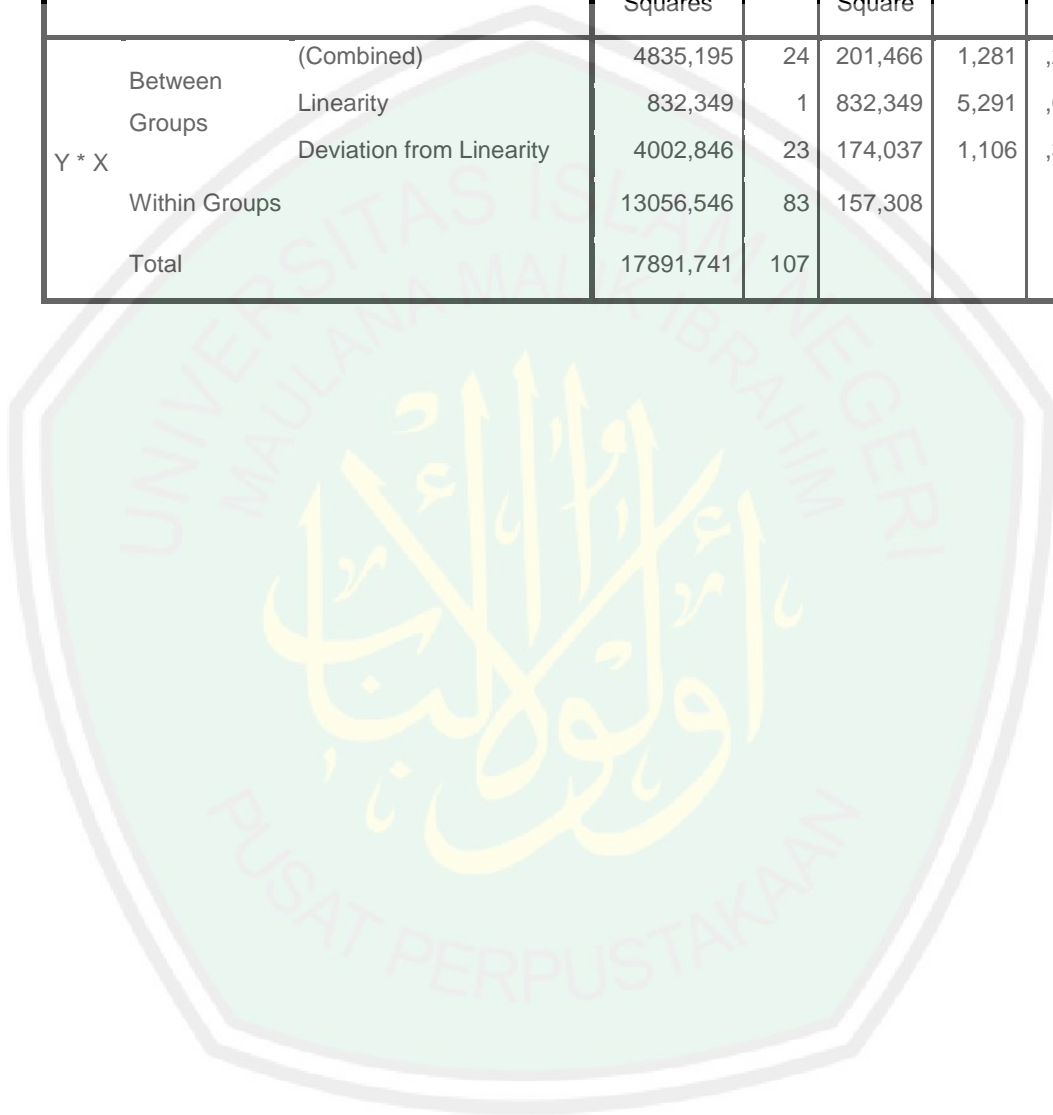 Squares Square
(Combined) 4835,195 24 201,466 1,281
Between Groups
Linearity 832,349 1 832,349 5,291
Deviation from Linearity 4002,846 23 174,037 1,106
Y * X
Within Groups 13056,546 83 157,308
Total 17891,741 107
UNIVERSITAS ISLAM NEGERI
MAULANA MALIK IBRAHIM
أولو الألباب
PUSAT PERPUSTAKAAN